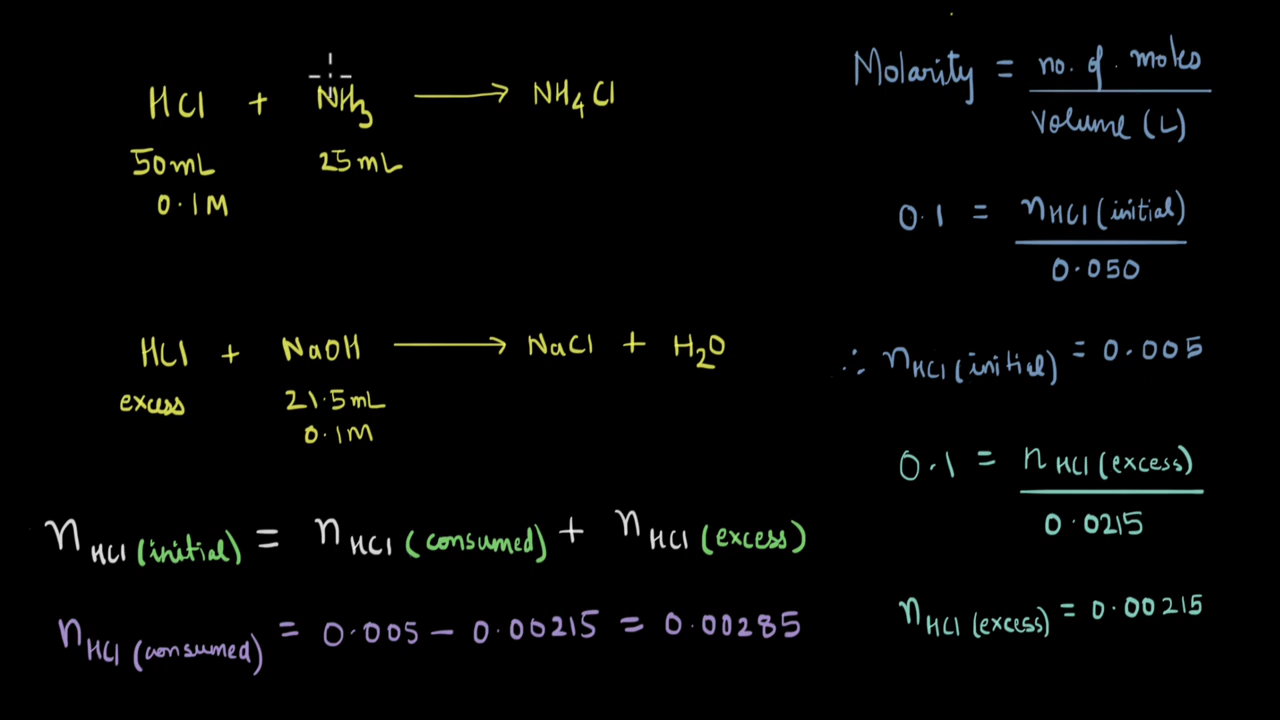 HCl + NH3 → NH4Cl
50mL 25mL
0.1M
HCl + NaOH → NaCl + H2O
excess 21.5mL
0.1M
nHCl (initial) = nHCl (consumed) + nHCl (excess)
nHCl (consumed) = 0.005 - 0.00215 = 0.00285
Molarity = no. of. moles
volume (L)
0.1 = nHCl (initial)
0.050
∴ nHCl (initial) = 0.005
0.1 = nHCl (excess)
0.0215
nHCl (excess) = 0.00215